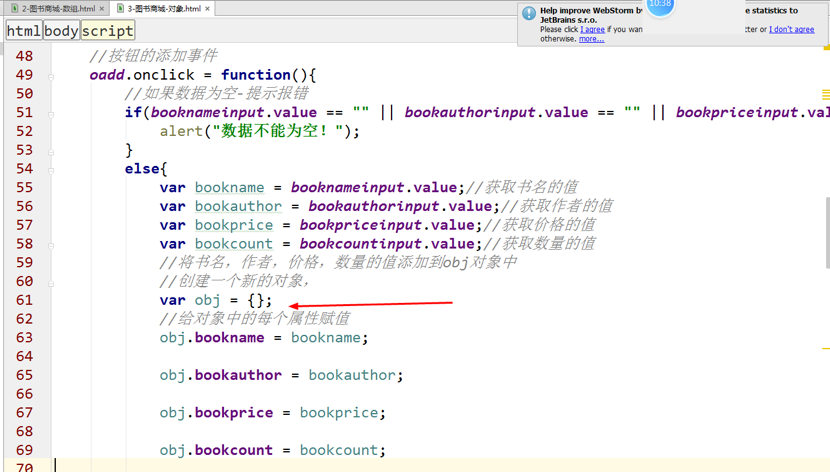 2-图书商城-数组.html ×
3-图书商城-对象.html ×
Help improve WebStorm by
10:38
e statistics to
JetBrains s.r.o.
Please click I agree if you wan
tter or I don't agree
otherwise. more...
html body script
48 //按钮的添加事件
49 oadd.onclick = function(){
50 //如果数据为空-提示报错
51 if(booknameinput.value == "" || bookauthorinput.value == "" || bookpriceinput.val
52 alert("数据不能为空！");
53 }
54 else{
55 var bookname = booknameinput.value;//获取书名的值
56 var bookauthor = bookauthorinput.value;//获取作者的值
57 var bookprice = bookpriceinput.value;//获取价格的值
58 var bookcount = bookcountinput.value;//获取数量的值
59 //将书名，作者，价格，数量的值添加到obj对象中
60 //创建一个新的对象，
61 var obj = {};
62 //给对象中的每个属性赋值
63 obj.bookname = bookname;
64
65 obj.bookauthor = bookauthor;
66
67 obj.bookprice = bookprice;
68
69 obj.bookcount = bookcount;
70